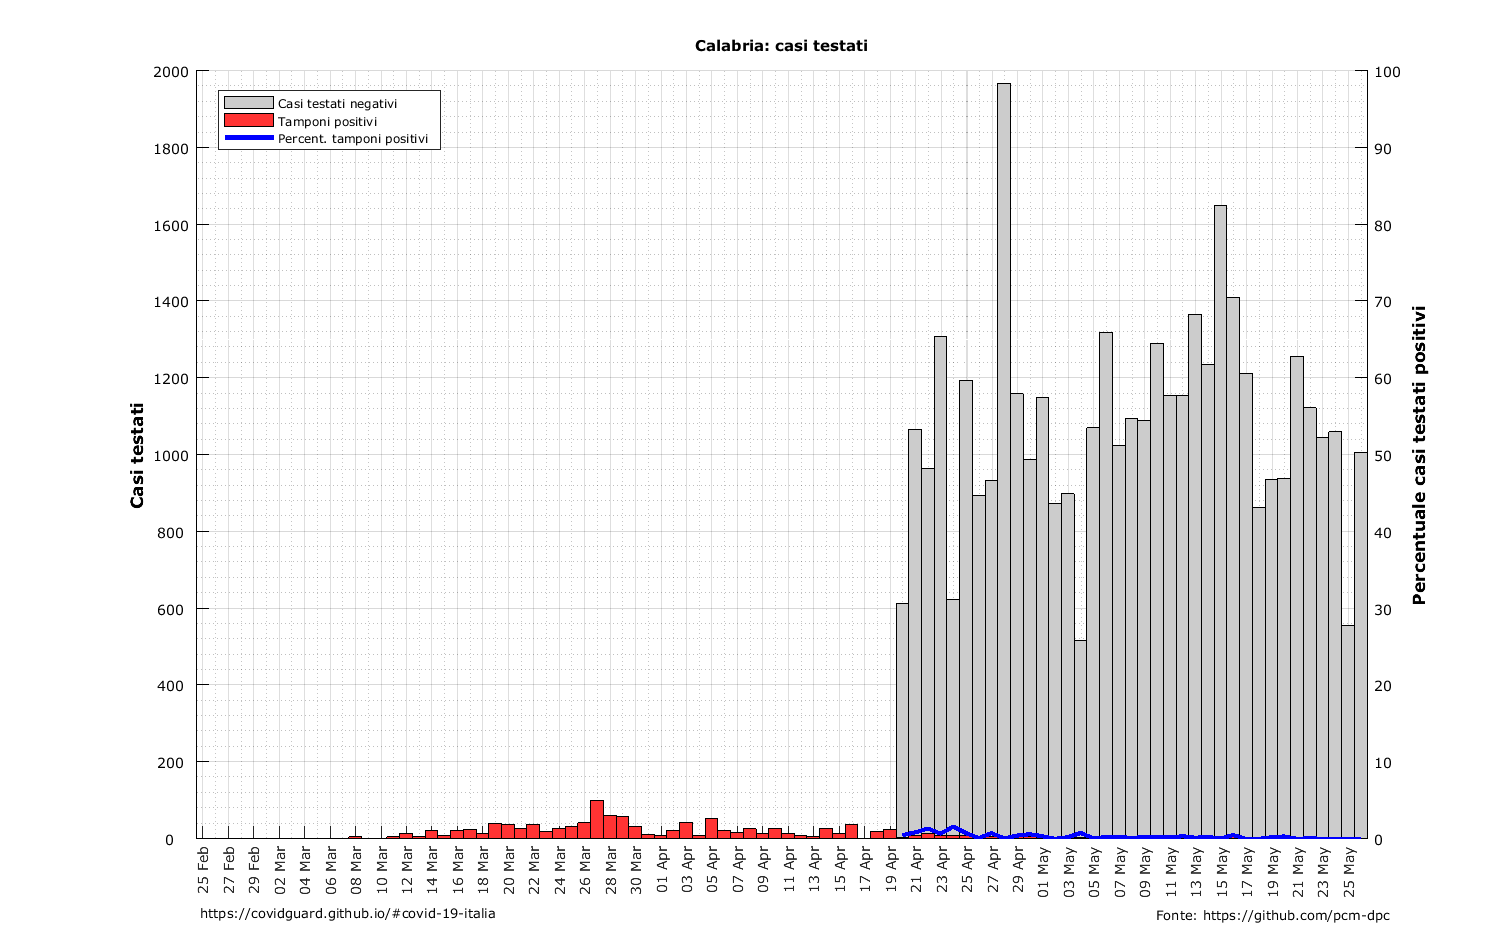 Calabria: casi testati
Casi testati negativi
Tamponi positivi
Percent. tamponi positivi
Casi testati
2000
1800
1600
1400
1200
1000
800
600
400
200
0
100
90
80
70
60
50
40
30
20
10
0
Percentuale casi testati positivi
25 Feb
27 Feb
29 Feb
02 Mar
04 Mar
06 Mar
08 Mar
10 Mar
12 Mar
14 Mar
16 Mar
18 Mar
20 Mar
22 Mar
24 Mar
26 Mar
28 Mar
30 Mar
01 Apr
03 Apr
05 Apr
07 Apr
09 Apr
11 Apr
13 Apr
15 Apr
17 Apr
19 Apr
21 Apr
23 Apr
25 Apr
27 Apr
29 Apr
01 May
03 May
05 May
07 May
09 May
11 May
13 May
15 May
17 May
19 May
21 May
23 May
25 May
https://covidguard.github.io/#covid-19-italia
Fonte: https://github.com/pcm-dpc